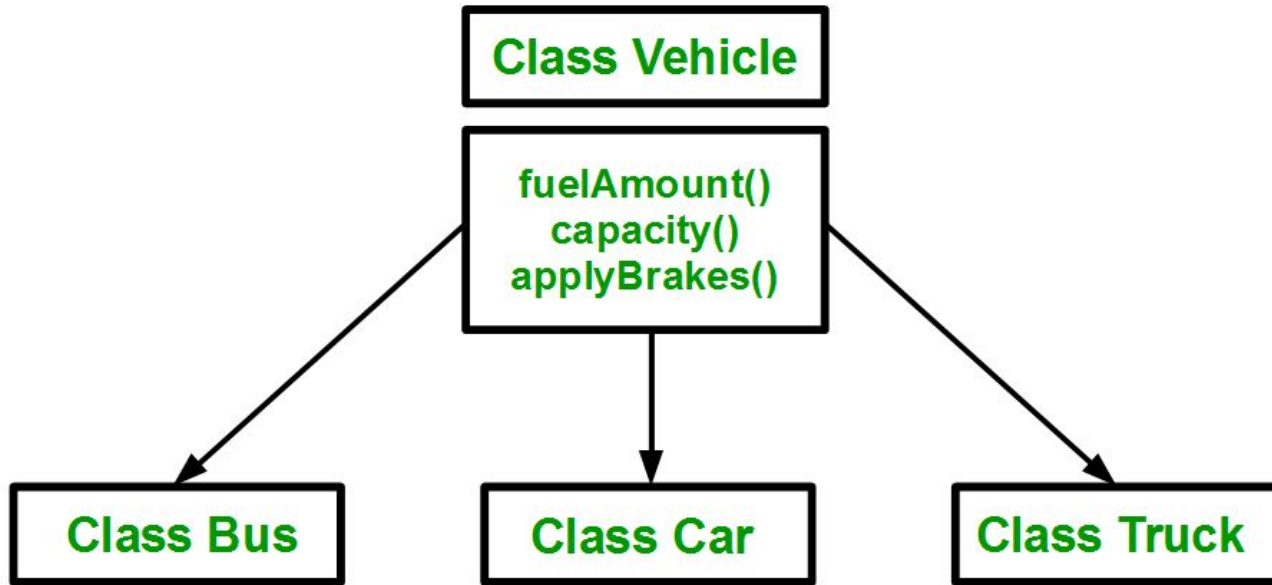 Class Vehicle
fuelAmount()
capacity()
applyBrakes()
Class Bus
Class Car
Class Truck